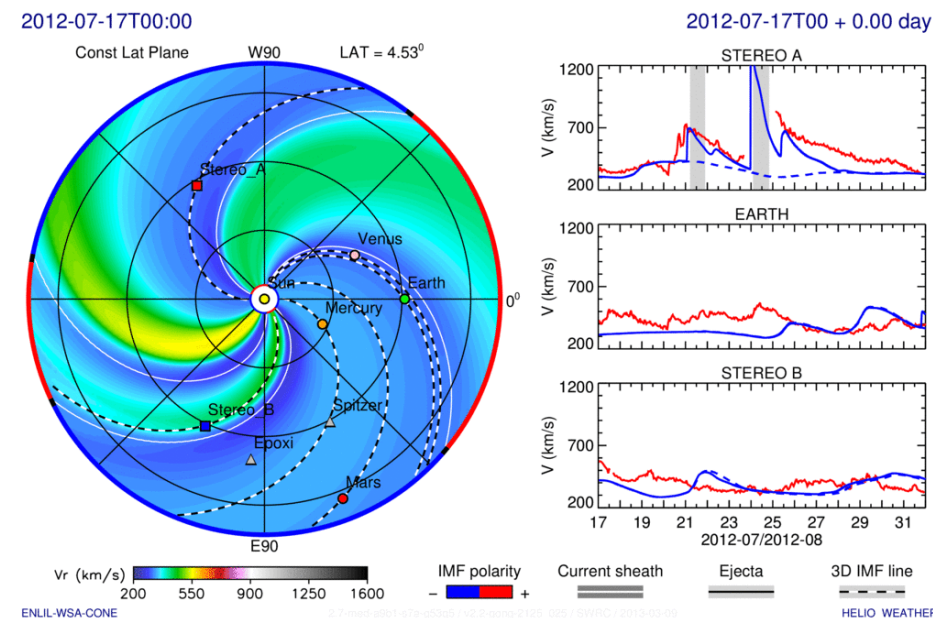 2012-07-17T00:00
2012-07-17T00 + 0.00 day
Const Lat Plane
W90
LAT = 4.53⁰
Stereo_A
Venus
Sun
Earth
0⁰
Mercury
Stereo_B
Spitzer
Epoxi
Mars
E90
STEREO A
V (km/s)
1200
700
200
EARTH
V (km/s)
1200
700
200
STEREO B
V (km/s)
1200
700
200
17 19 21 23 25 27 29 31
2012-07/2012-08
Vr (km/s)
200 550 900 1250 1600
IMF polarity
- +
Current sheath
Ejecta
3D IMF line
ENLIL-WSA-CONE
HELIO WEATHER